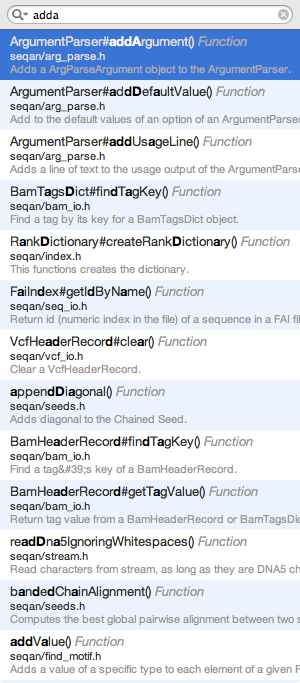 adda
ArgumentParser#addArgument() Function
seqan/arg_parse.h
Adds a ArgParseArgument object to the ArgumentParser.
ArgumentParser#addDefaultValue() Function
seqan/arg_parse.h
Add to the default values of an option of an ArgumentParser
ArgumentParser#addUsageLine() Function
seqan/arg_parse.h
Adds a line of text to the usage output of the ArgumentParser
BamTagsDict#findTagKey() Function
seqan/bam_io.h
Find a tag by its key for a BamTagsDict object.
RankDictionary#createRankDictionary() Function
seqan/index.h
This functions creates the dictionary.
FaiIndex#getIdByName() Function
seqan/seq_io.h
Return id (numeric index in the file) of a sequence in a FAI fil
VcfHeaderRecord#clear() Function
seqan/vcf_io.h
Clear a VcfHeaderRecord.
appendDiagonal() Function
seqan/seeds.h
Adds diagonal to the Chained Seed.
BamHeaderRecord#findTagKey() Function
seqan/bam_io.h
Find a tag&#39;s key of a BamHeaderRecord.
BamHeaderRecord#getTagValue() Function
seqan/bam_io.h
Return tag value from a BamHeaderRecord or BamTagsDi
readDna5IgnoringWhitespaces() Function
seqan/stream.h
Read characters from stream, as long as they are DNA5 ch
bandedChainAlignment() Function
seqan/seeds.h
Computes the best global pairwise alignment between two s
addValue() Function
seqan/find_motif.h
Adds a value of a specific type to each element of a given F